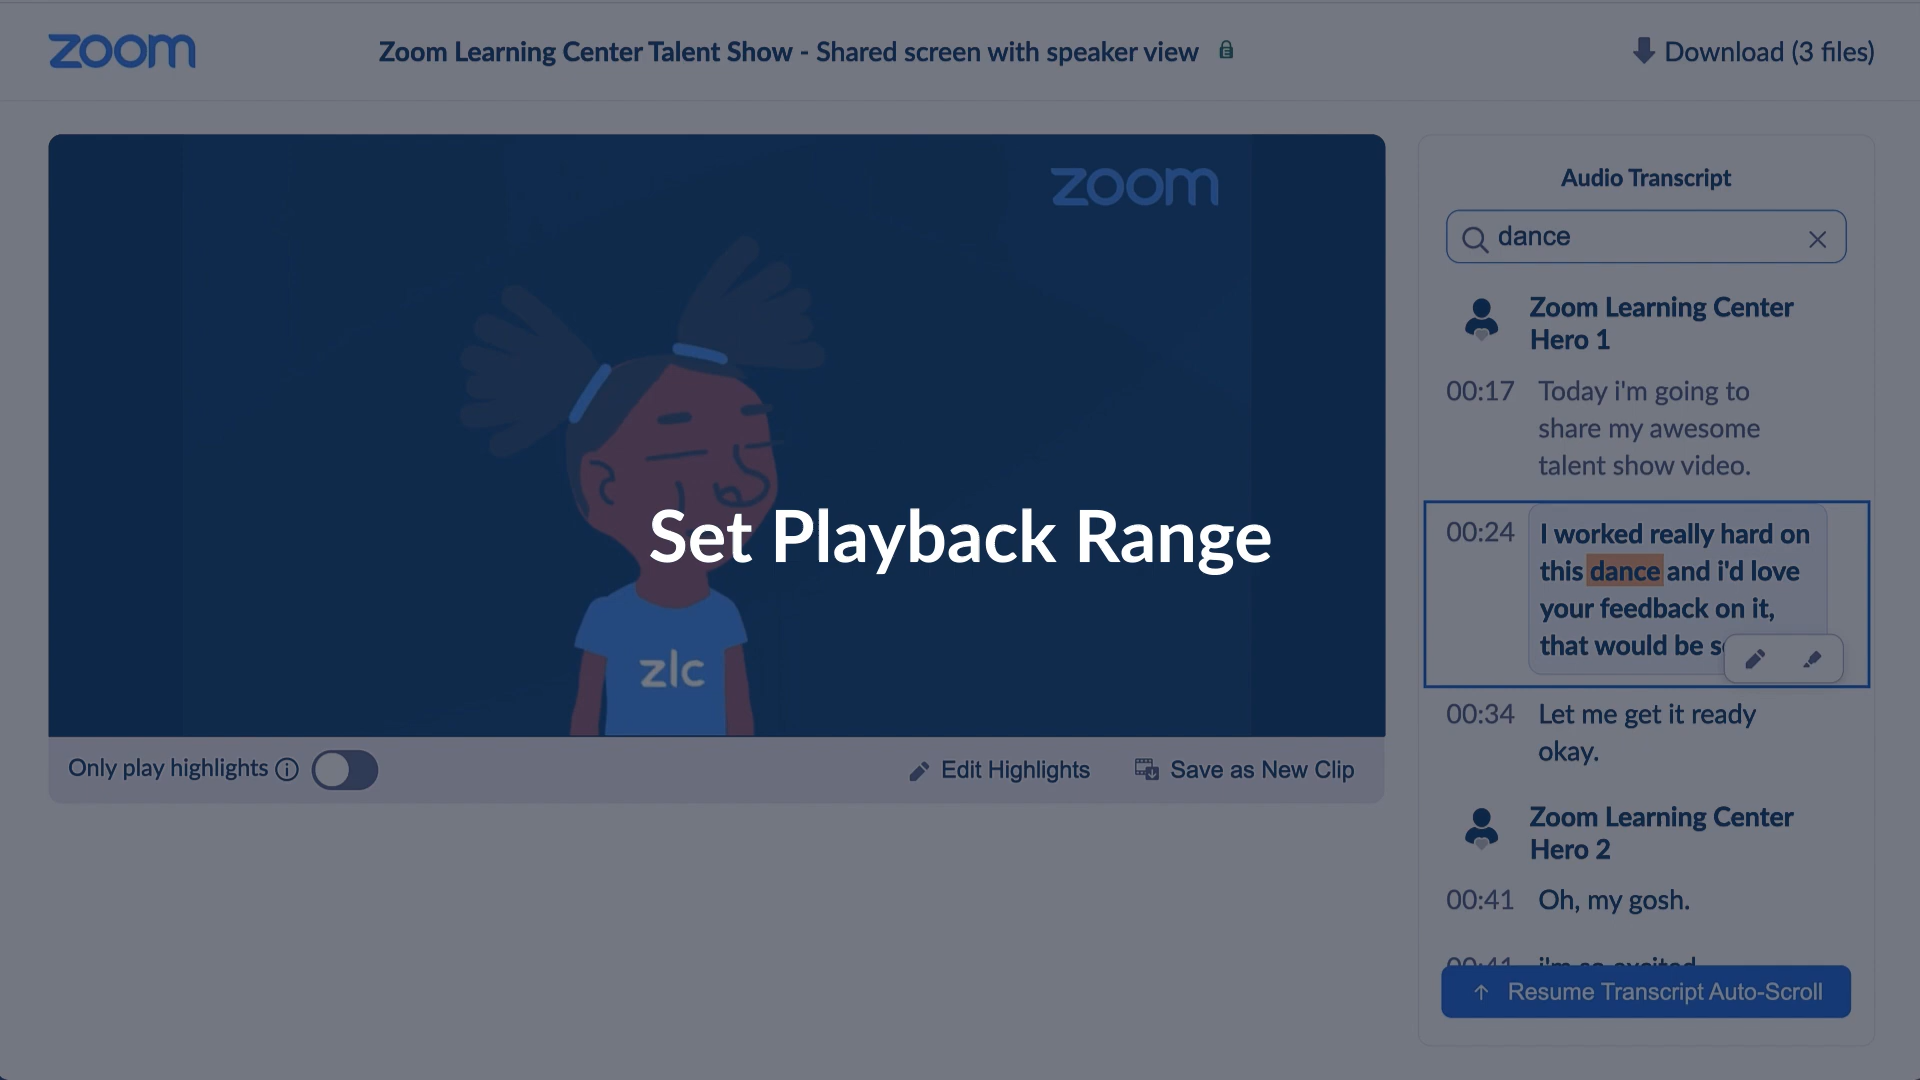 zoom
Zoom Learning Center Talent Show - Shared screen with speaker view
Download (3 files)
zoom
zlc
Set Playback Range
Only play highlights
Edit Highlights
Save as New Clip
Audio Transcript
dance
Zoom Learning Center
Hero 1
00:17 Today i'm going to
share my awesome
talent show video.
00:24 I worked really hard on
this dance and i'd love
your feedback on it,
that would be
00:34 Let me get it ready
okay.
Zoom Learning Center
Hero 2
00:41 Oh, my gosh.
00:41 i'm so excited
Resume Transcript Auto-Scroll